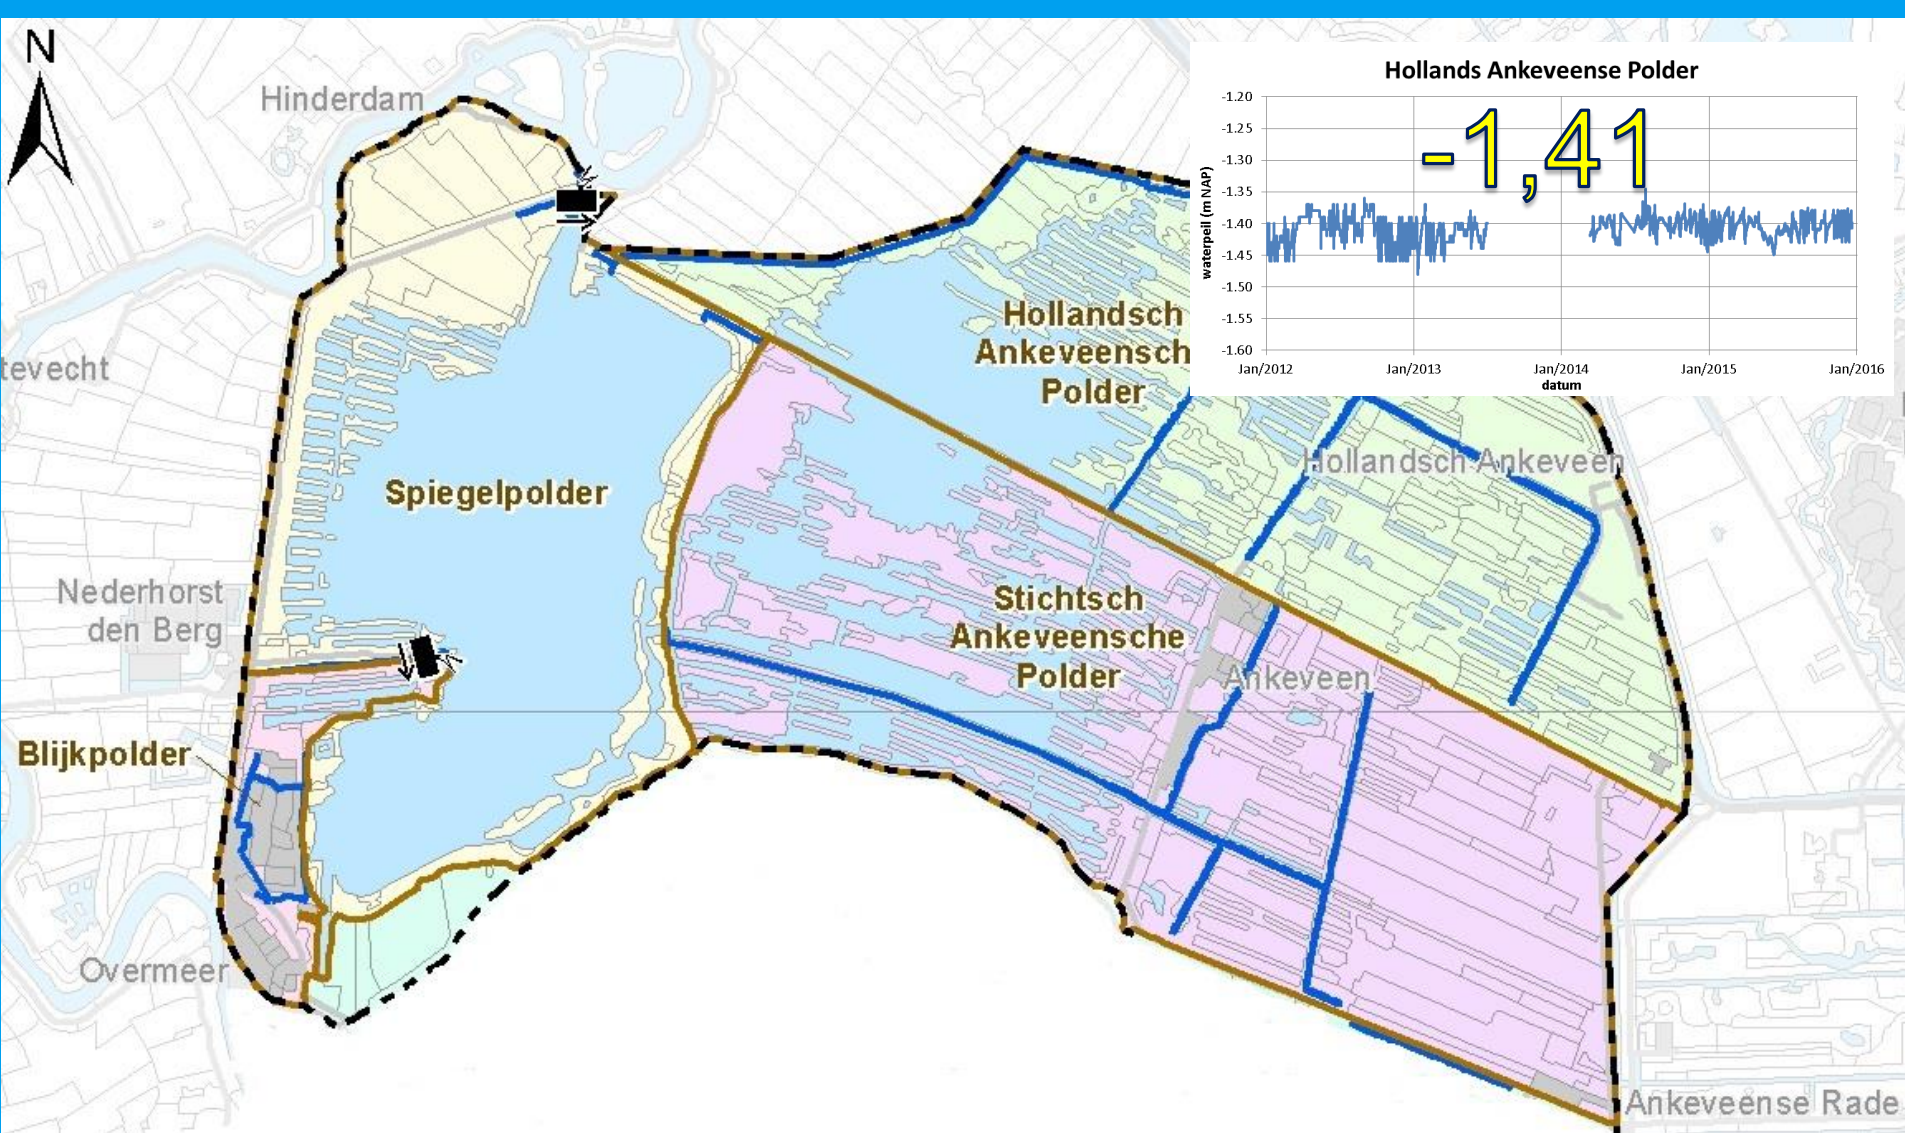 N
Hinderdam
Hollands Ankeveense Polder
-1,41
waterpeil (m NAP)
-1.20
-1.25
-1.30
-1.35
-1.40
-1.45
-1.50
-1.55
-1.60
Jan/2012
Jan/2013
Jan/2014
Jan/2015
Jan/2016
datum
Hollandsch
Ankeveensch
Polder
tevecht
Hollandsch Ankeveen
Spiegelpolder
Nederhorst
den Berg
Stichtsch
Ankeveensche
Polder
Ankeveen
Blijkpolder
Overmeer
Ankeveense Rade